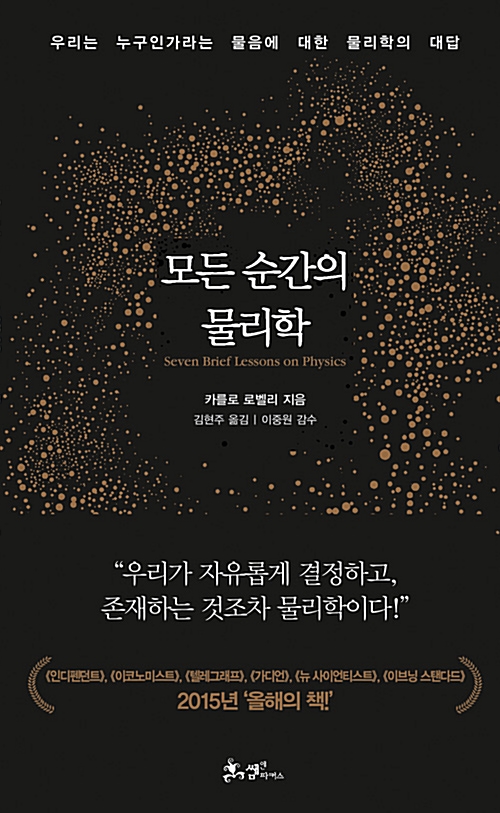 우리는 누구인가라는 물음에 대한 물리학의 대답
모든 순간의
물리학
Seven Brief Lessons on Physics
카를로 로벨리 지음
김현주 옮김 | 이중원 감수
“우리가 자유롭게 결정하고,
존재하는 것조차 물리학이다!”
《인디펜던트》, 《이코노미스트》, 《텔레그래프》, 《가디언》, 《뉴 사이언티스트》, 《이브닝 스탠다드》
2015년 ‘올해의 책!’
쌤앤파커스